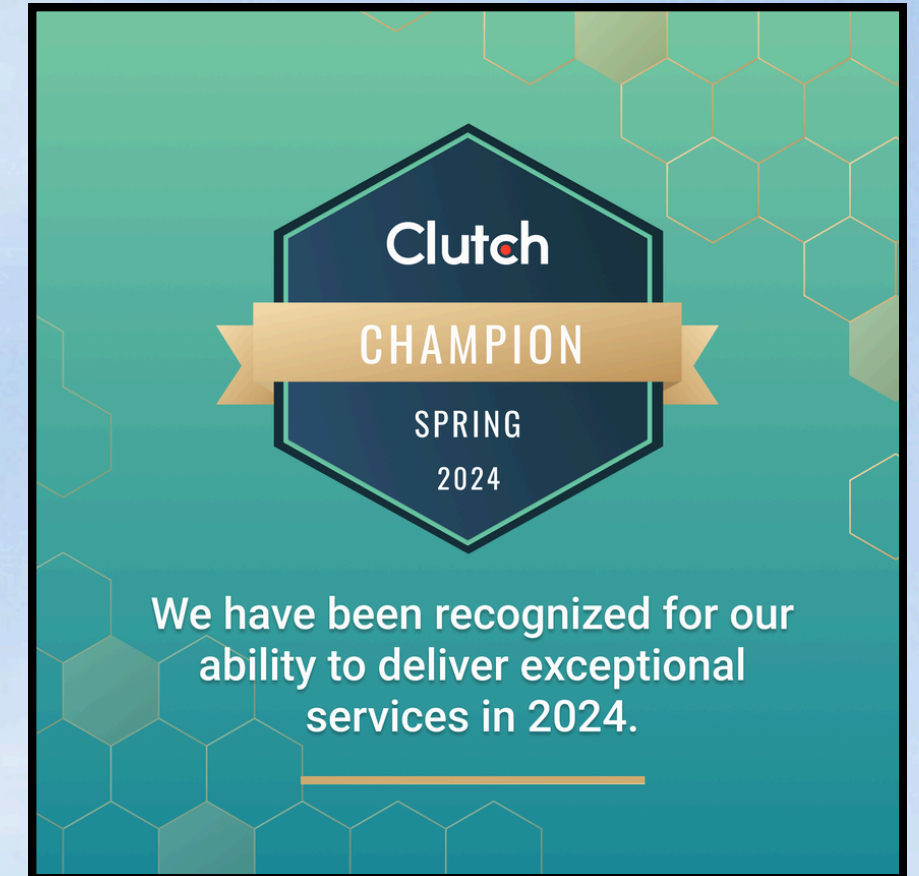 Clutch
CHAMPION
SPRING
2024
We have been recognized for our
ability to deliver exceptional
services in 2024.